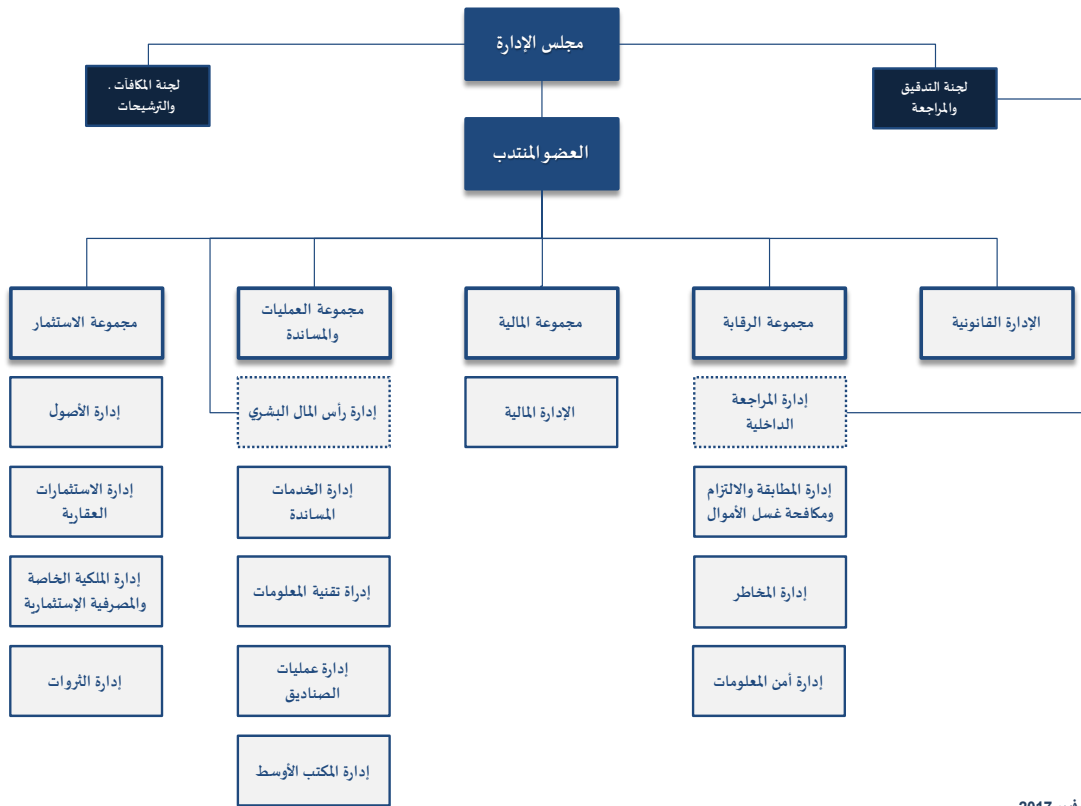 مجلس الإدارة
لجنة التدقيق
والمراجعة
لجنة المكافآت .
والترشيحات
العضو المنتدب
الإدارة القانونية
مجموعة الرقابة
مجموعة المالية
مجموعة العمليات
والمساندة
مجموعة الاستثمار
إدارة المراجعة
الداخلية
الإدارة المالية
إدارة رأس المال البشري
إدارة الأصول
إدارة المطابقة والالتزام
ومكافحة غسل الأموال
إدارة الخدمات
المساندة
إدارة الاستثمارات
العقارية
إدارة المخاطر
إدراة تقنية المعلومات
إدارة الملكية الخاصة
والمصرفية الإستثمارية
إدارة أمن المعلومات
إدارة عمليات
الصناديق
إدارة الثروات
إدارة المكتب الأوسط
2017